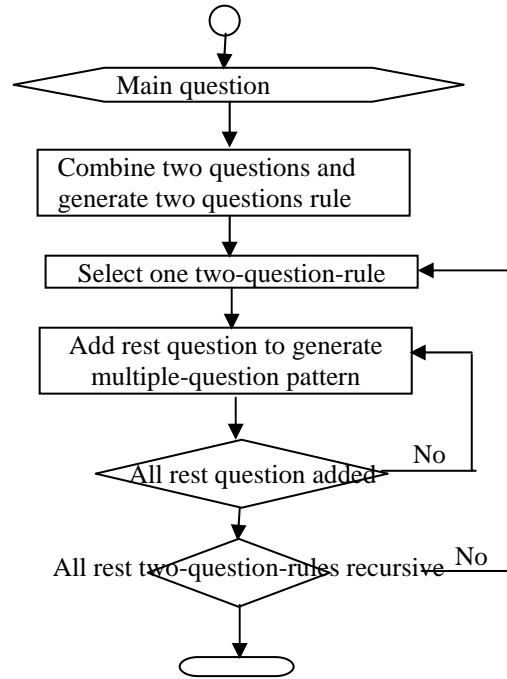 Main question
Combine two questions and
generate two questions rule
Select one two-question-rule
Add rest question to generate
multiple-question pattern
All rest question added
No
All rest two-question-rules recursive
No